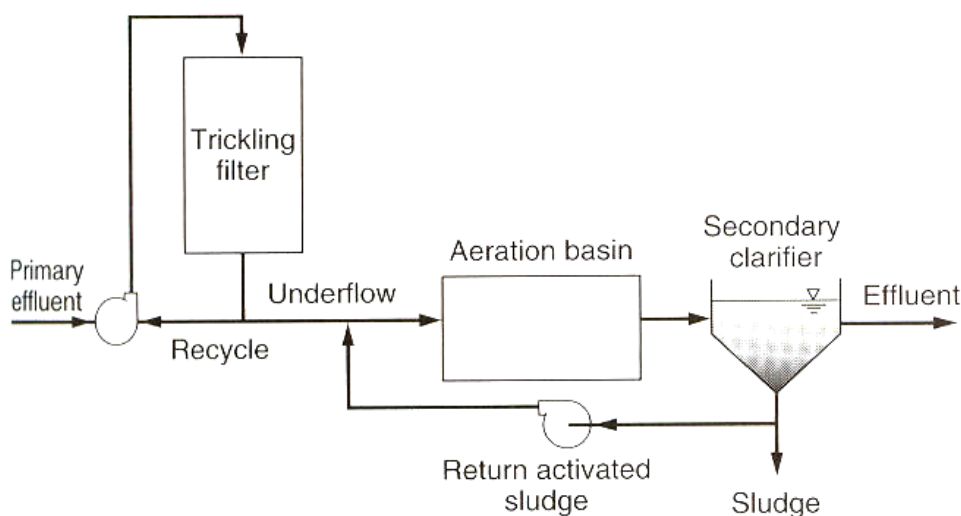 Trickling
filter
Primary
effluent
Recycle
Underflow
Aeration basin
Secondary
clarifier
Effluent
Return activated
sludge
Sludge